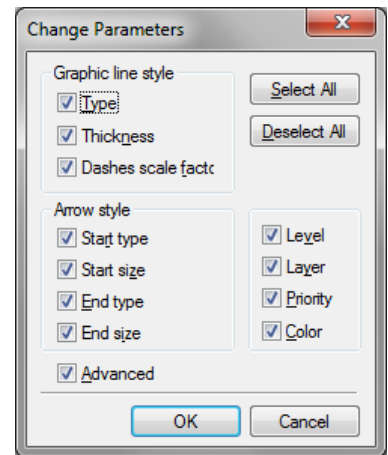 Change Parameters
Graphic line style
Type
Thickness
Dashes scale factc
Select All
Deselect All
Arrow style
Start type
Start size
End type
End size
Level
Layer
Priority
Color
Advanced
OK
Cancel